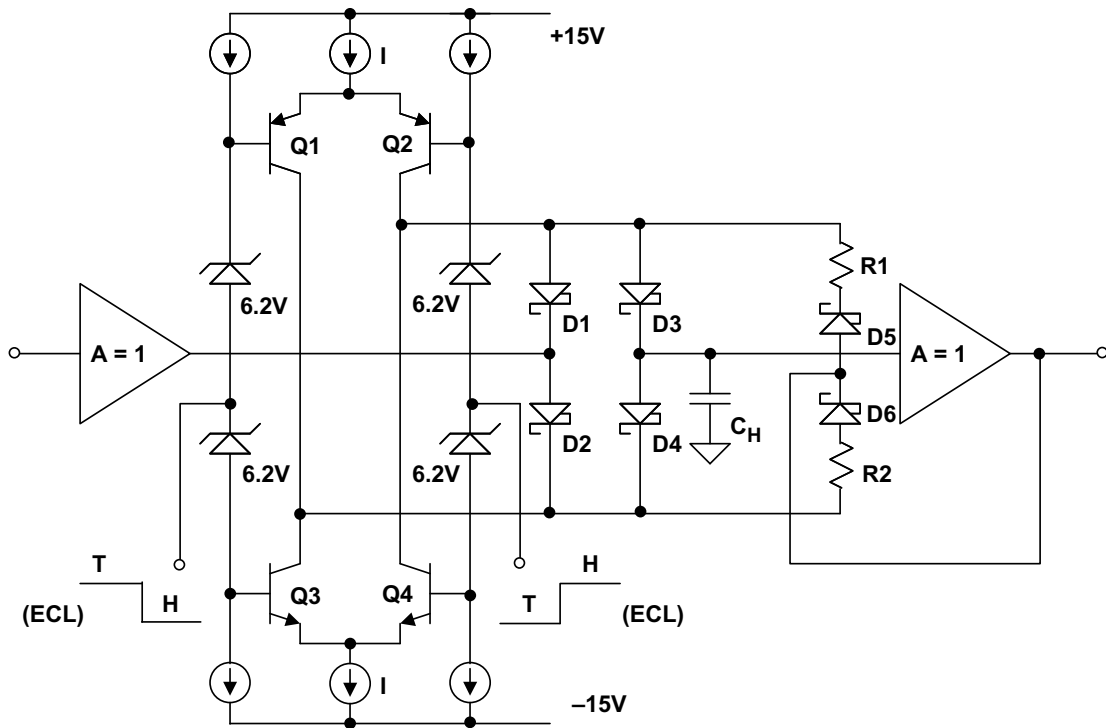 +15V
I
Q1
Q2
R1
6.2V
6.2V
D1
D3
D5
A = 1
A = 1
D2
D4
C_H
D6
6.2V
6.2V
R2
T
H
Q3
Q4
H
(ECL)
T
(ECL)
I
–15V